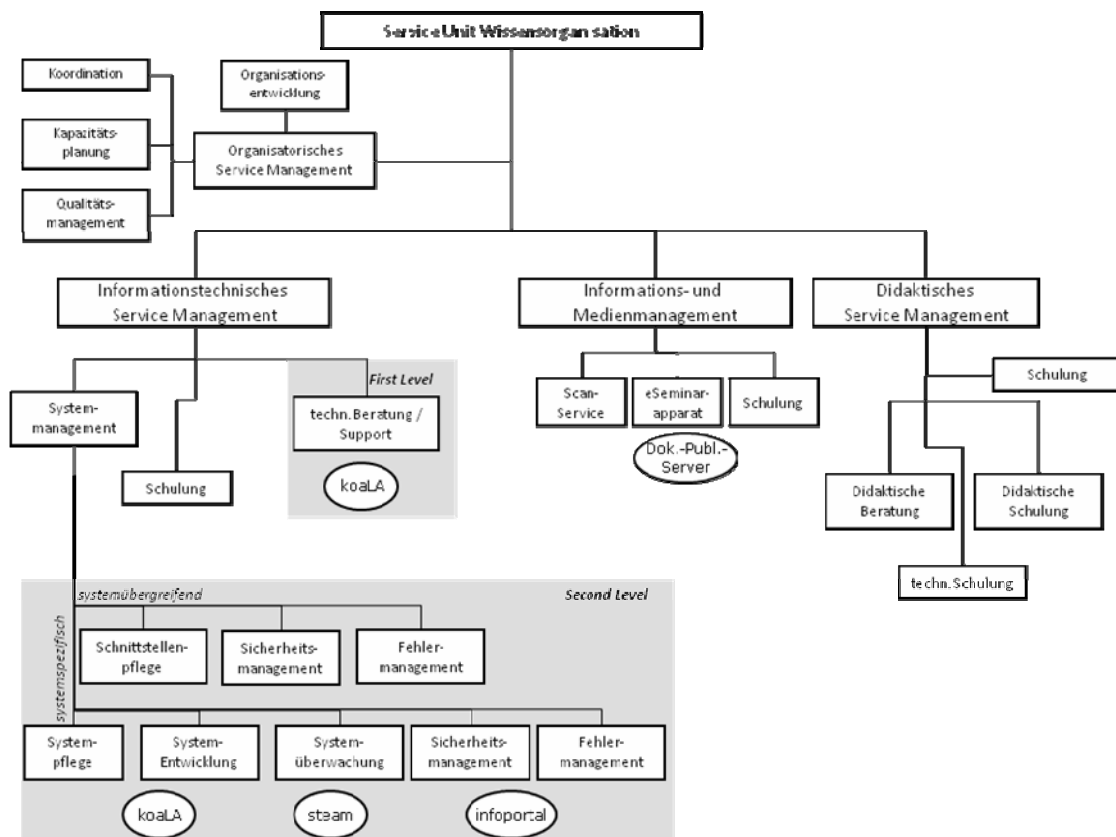 Service Unit Wissensorganisation
Koordination
Organisations-
entwicklung
Kapazitäts-
planung
Organisatorisches
Service Management
Qualitäts-
management
Informationstechnisches
Service Management
Informations- und
Medienmanagement
Didaktisches
Service Management
First Level
System-
management
techn. Beratung /
Support
koaLA
Schulung
Scan-
Service
eSeminar-
apparat
Schulung
Dok.-Publ.-
Server
Schulung
Didaktische
Beratung
Didaktische
Schulung
techn. Schulung
systemübergreifend
Second Level
systemspezifisch
Schnittstellen-
pflege
Sicherheits-
management
Fehler-
management
System-
pflege
System-
Entwicklung
System-
überwachung
Sicherheits-
management
Fehler-
management
koaLA
steam
infoportal